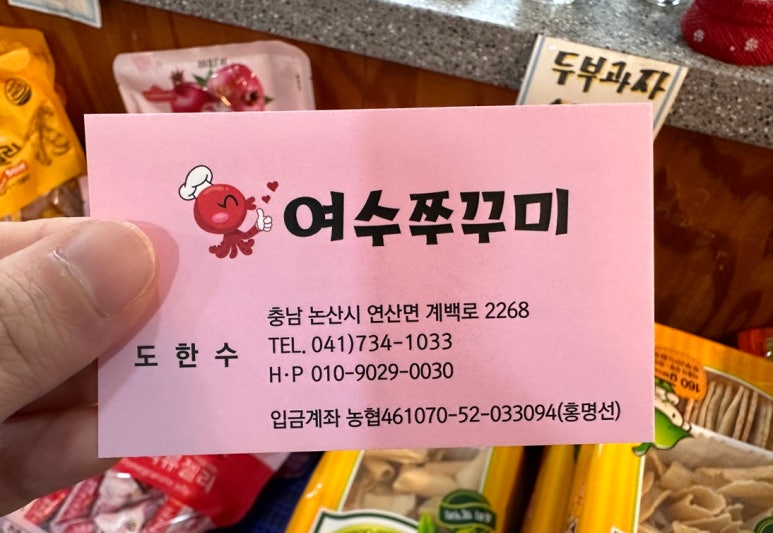 두부과자
여수쭈꾸미
충남 논산시 연산면 계백로 2268
도 한 수
TEL. 041)734-1033
H·P 010-9029-0030
입금계좌 농협461070-52-033094(홍명선)
160 g